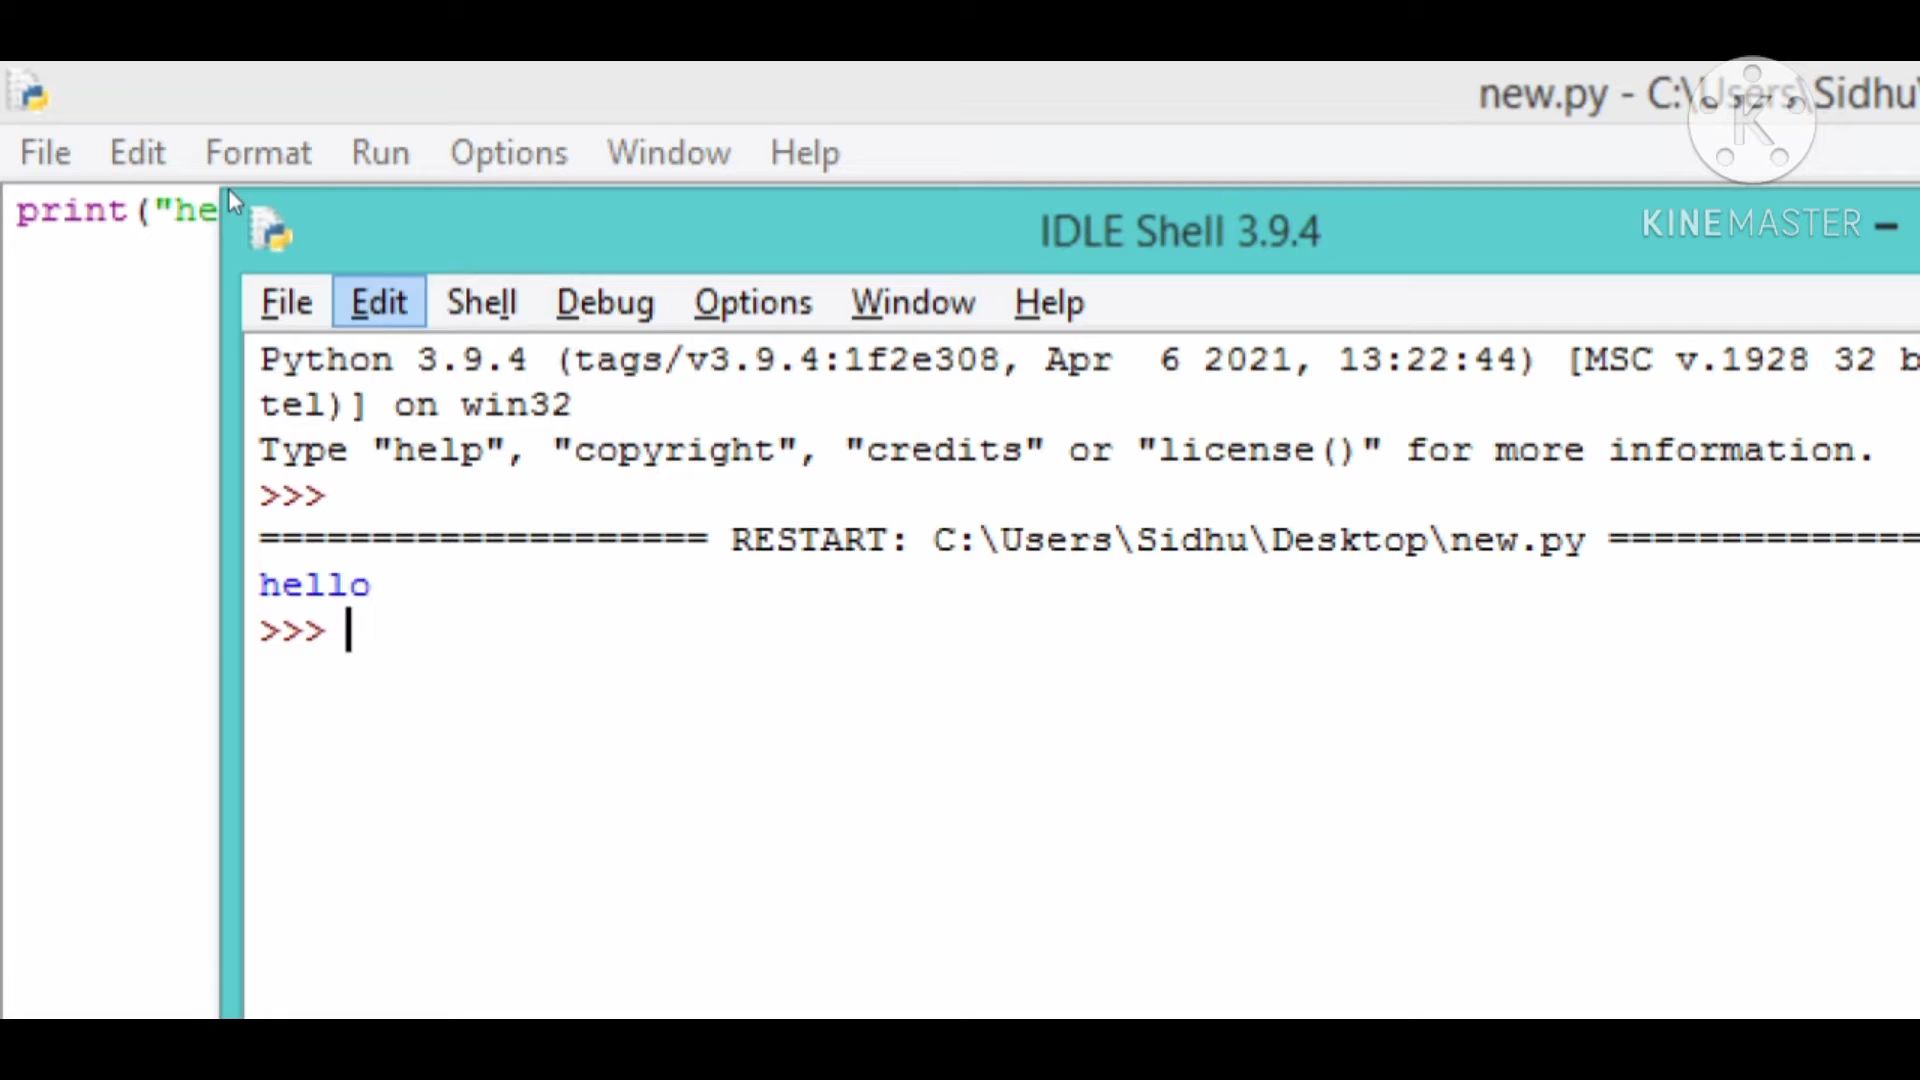 new.py - C:\Users\Sidhu\
File Edit Format Run Options Window Help
print("he
IDLE Shell 3.9.4
KINEMASTER
File Edit Shell Debug Options Window Help
Python 3.9.4 (tags/v3.9.4:1f2e308, Apr  6 2021, 13:22:44) [MSC v.1928 32 b
tel)] on win32
Type "help", "copyright", "credits" or "license()" for more information.
>>>
==================== RESTART: C:\Users\Sidhu\Desktop\new.py ==============
hello
>>>